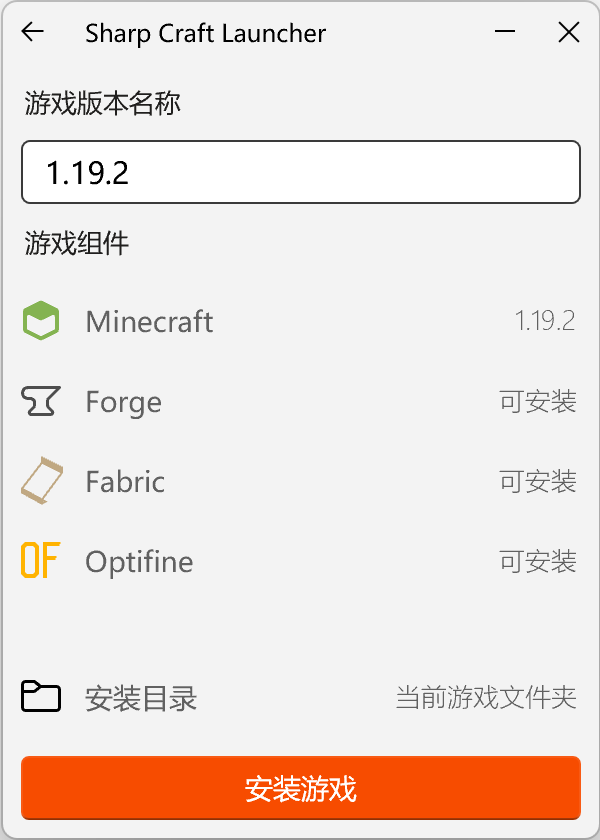 Sharp Craft Launcher
游戏版本名称
1.19.2
游戏组件
Minecraft 1.19.2
Forge 可安装
Fabric 可安装
OF Optifine 可安装
安装目录 当前游戏文件夹
安装游戏